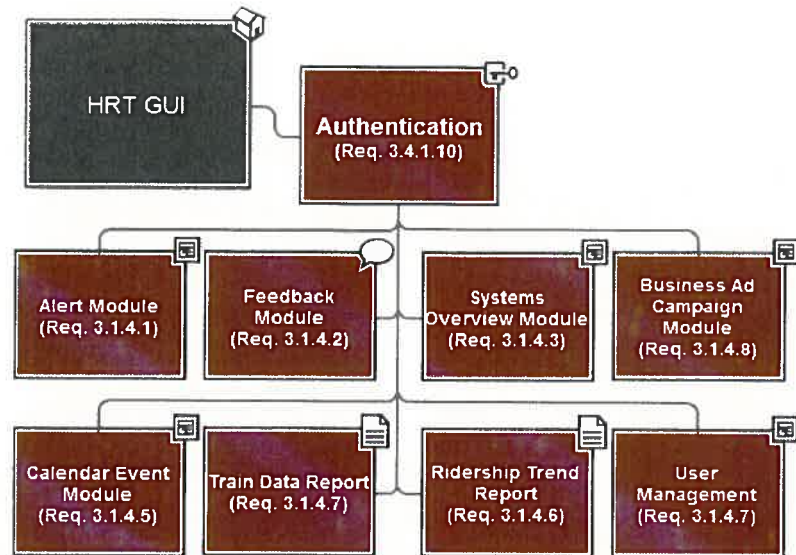 HRT GUI
Authentication
(Req. 3.4.1.10)
Alert Module
(Req. 3.1.4.1)
Feedback
Module
(Req. 3.1.4.2)
Systems
Overview Module
(Req. 3.1.4.3)
Business Ad
Campaign
Module
(Req. 3.1.4.8)
Calendar Event
Module
(Req. 3.1.4.5)
Train Data Report
(Req. 3.1.4.7)
Ridership Trend
Report
(Req. 3.1.4.6)
User
Management
(Req. 3.1.4.7)